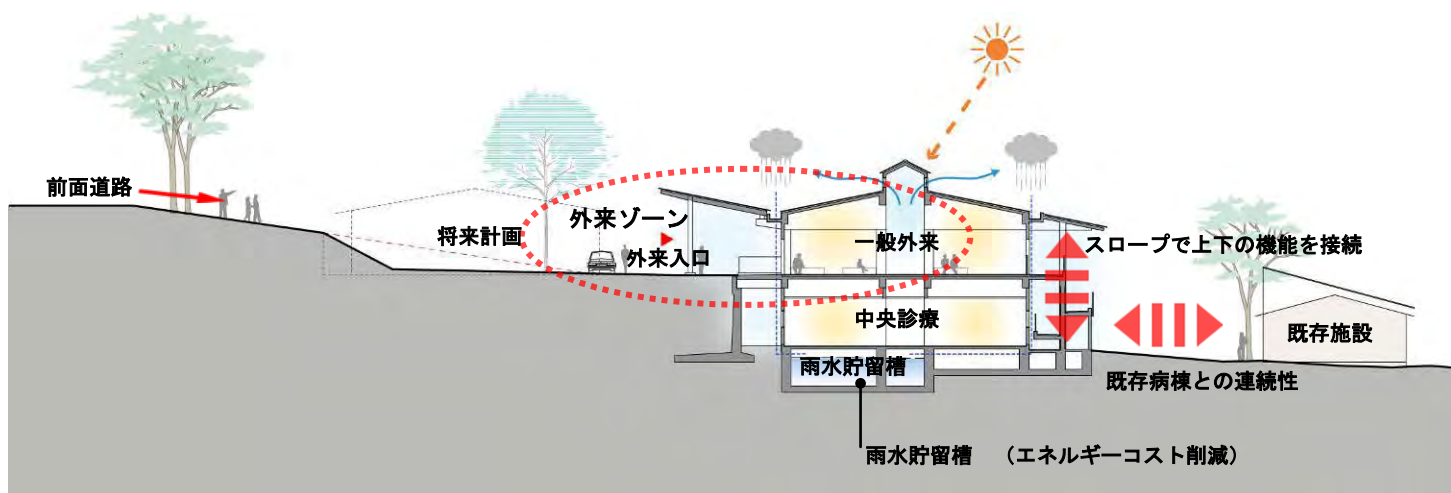 前面道路
将来計画
外来ゾーン
外来入口
一般外来
スロープで上下の機能を接続
中央診療
既存施設
雨水貯留槽
既存病棟との連続性
雨水貯留槽 （エネルギーコスト削減）